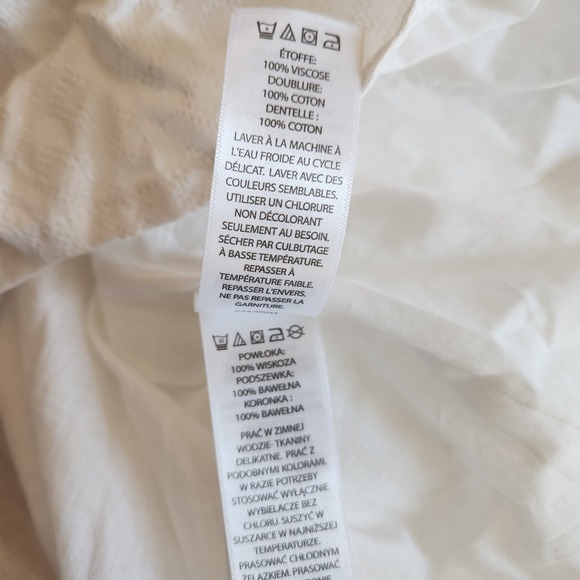 ÉTOFFE:
100% VISCOSE
DOUBLURE:
100% COTON
DENTELLE :
100% COTON
LAVER À LA MACHINE À
L'EAU FROIDE AU CYCLE
DÉLICAT. LAVER AVEC DES
COULEURS SEMBLABLES.
UTILISER UN CHLORURE
NON DÉCOLORANT
SEULEMENT AU BESOIN.
SÉCHER PAR CULBUTAGE
À BASSE TEMPÉRATURE.
REPASSER À
TEMPÉRATURE FAIBLE.
REPASSER L'ENVERS.
NE PAS REPASSER LA
GARNITURE.
POWŁOKA:
100% WISKOZA
PODSZEWKA:
100% BAWEŁNA
KORONKA :
100% BAWEŁNA
PRAĆ W ZIMNEJ
WODZIE- TKANINY
DELIKATNE. PRAĆ Z
PODOBNYMI KOLORAMI.
W RAZIE POTRZEBY
STOSOWAĆ WYŁĄCZNIE
WYBIELACZE BEZ
CHLORU. SUSZYĆ W
SUSZARCE W NAJNIŻSZEJ
TEMPERATURZE.
PRASOWAĆ CHŁODNYM
ŻELAZKIEM. PRASOWAĆ